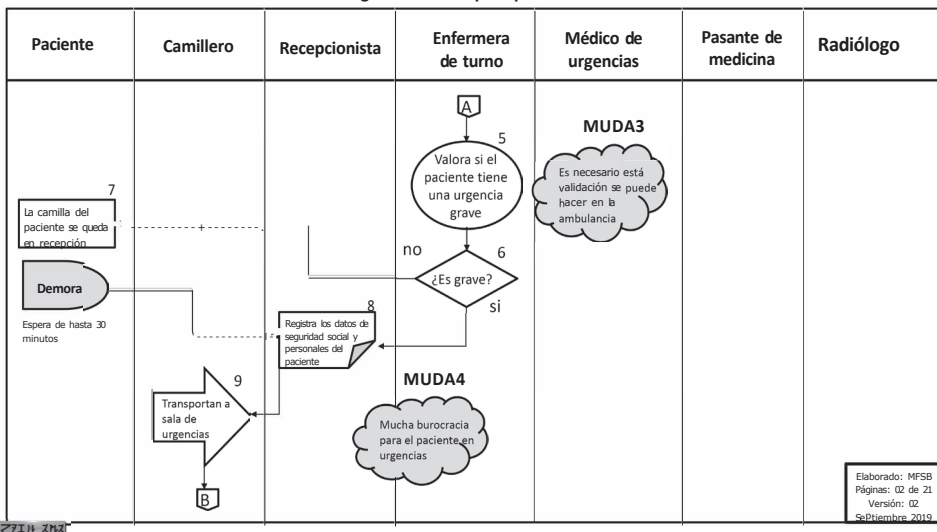 Paciente
Camillero
Recepcionista
Enfermera
de turno
Médico de
urgencias
Pasante de
medicina
Radiólogo
A
5
Valora si el
paciente tiene
una urgencia
grave
MUDA3
Es necesario está
validación se puede
hacer en la
ambulancia
7
La camilla del
paciente se queda
en recepción
no
6
¿Es grave?
si
Demora
Espera de hasta 30
minutos
8
Registra los datos de
seguridad social y
personales del
paciente
9
Transportan a
sala de
urgencias
MUDA4
Mucha burocracia
para el paciente en
urgencias
B
Elaborado: MFSB
Páginas: 02 de 21
Versión: 02
SePtiembre 2019